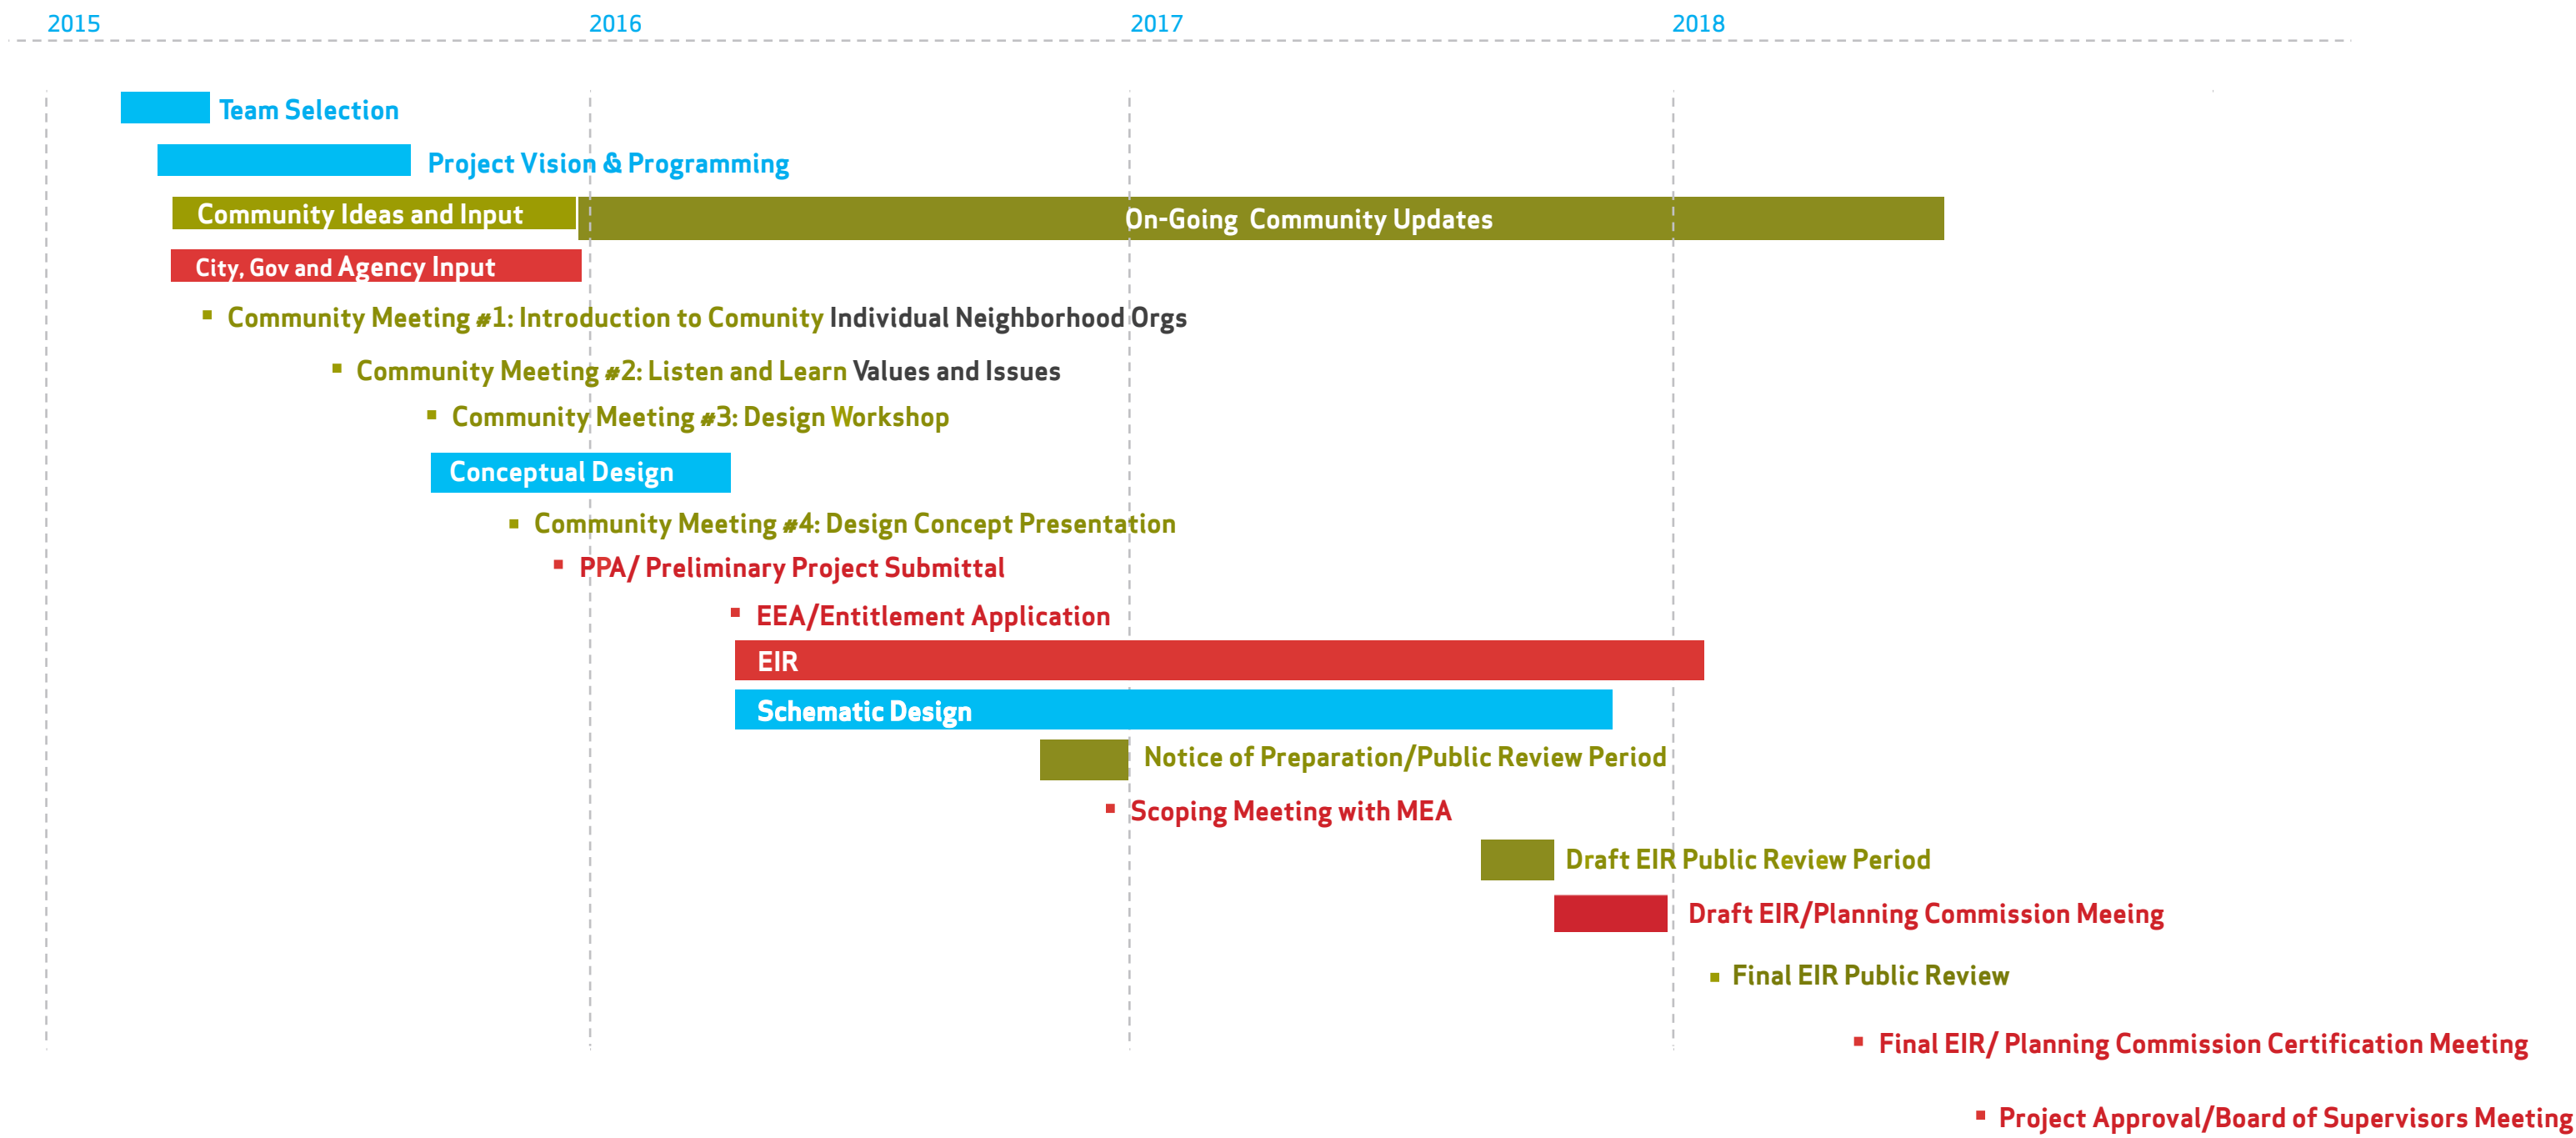 2015 2016 2017 2018
Team Selection
Project Vision & Programming
Community Ideas and Input
On-Going Community Updates
City, Gov and Agency Input
Community Meeting #1: Introduction to Comunity Individual Neighborhood Orgs
Community Meeting #2: Listen and Learn Values and Issues
Community Meeting #3: Design Workshop
Conceptual Design
Community Meeting #4: Design Concept Presentation
PPA/ Preliminary Project Submittal
EEA/Entitlement Application
EIR
Schematic Design
Notice of Preparation/Public Review Period
Scoping Meeting with MEA
Draft EIR Public Review Period
Draft EIR/Planning Commission Meeing
Final EIR Public Review
Final EIR/ Planning Commission Certification Meeting
Project Approval/Board of Supervisors Meeting